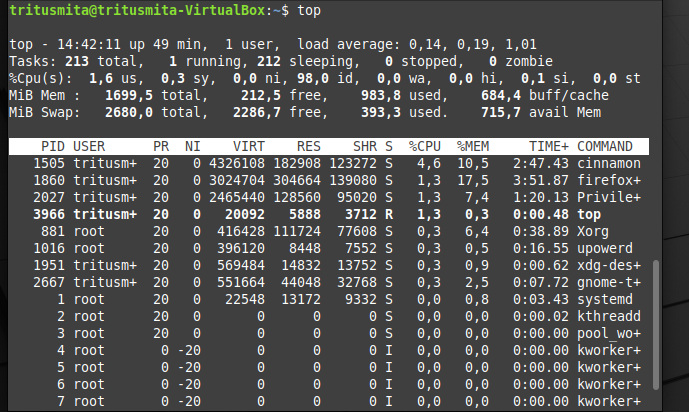 tritusmita@tritusmita-VirtualBox:~$ top
top - 14:42:11 up 49 min,  1 user,  load average: 0,14, 0,19, 1,01
Tasks: 213 total,   1 running, 212 sleeping,   0 stopped,   0 zombie
%Cpu(s):  1,6 us,  0,3 sy,  0,0 ni, 98,0 id,  0,0 wa,  0,0 hi,  0,1 si,  0,0 st
MiB Mem :   1699,5 total,    212,5 free,    983,8 used,    684,4 buff/cache
MiB Swap:   2680,0 total,   2286,7 free,    393,3 used.    715,7 avail Mem
PID USER      PR  NI    VIRT    RES    SHR S  %CPU  %MEM     TIME+ COMMAND
1505 tritusm+  20   0 4326108 182908 123272 S   4,6  10,5   2:47.43 cinnamon
1860 tritusm+  20   0 3024704 304664 139080 S   1,3  17,5   3:51.87 firefox+
2027 tritusm+  20   0 2465440 128560  95020 S   1,3   7,4   1:20.13 Privile+
3966 tritusm+  20   0   20092   5888   3712 R   1,3   0,3   0:00.48 top
881 root      20   0  416428 111724  77608 S   0,3   6,4   0:38.89 Xorg
1016 root      20   0  396120   8448   7552 S   0,3   0,5   0:16.55 upowerd
1951 tritusm+  20   0  569484  14832  13752 S   0,3   0,9   0:00.62 xdg-des+
2667 tritusm+  20   0  551664  44048  32768 S   0,3   2,5   0:07.72 gnome-t+
1 root      20   0   22548  13172   9332 S   0,0   0,8   0:03.43 systemd
2 root      20   0       0      0      0 S   0,0   0,0   0:00.02 kthreadd
3 root      20   0       0      0      0 S   0,0   0,0   0:00.00 pool_wo+
4 root       0 -20       0      0      0 I   0,0   0,0   0:00.00 kworker+
5 root       0 -20       0      0      0 I   0,0   0,0   0:00.00 kworker+
6 root       0 -20       0      0      0 I   0,0   0,0   0:00.00 kworker+
7 root       0 -20       0      0      0 I   0,0   0,0   0:00.00 kworker+